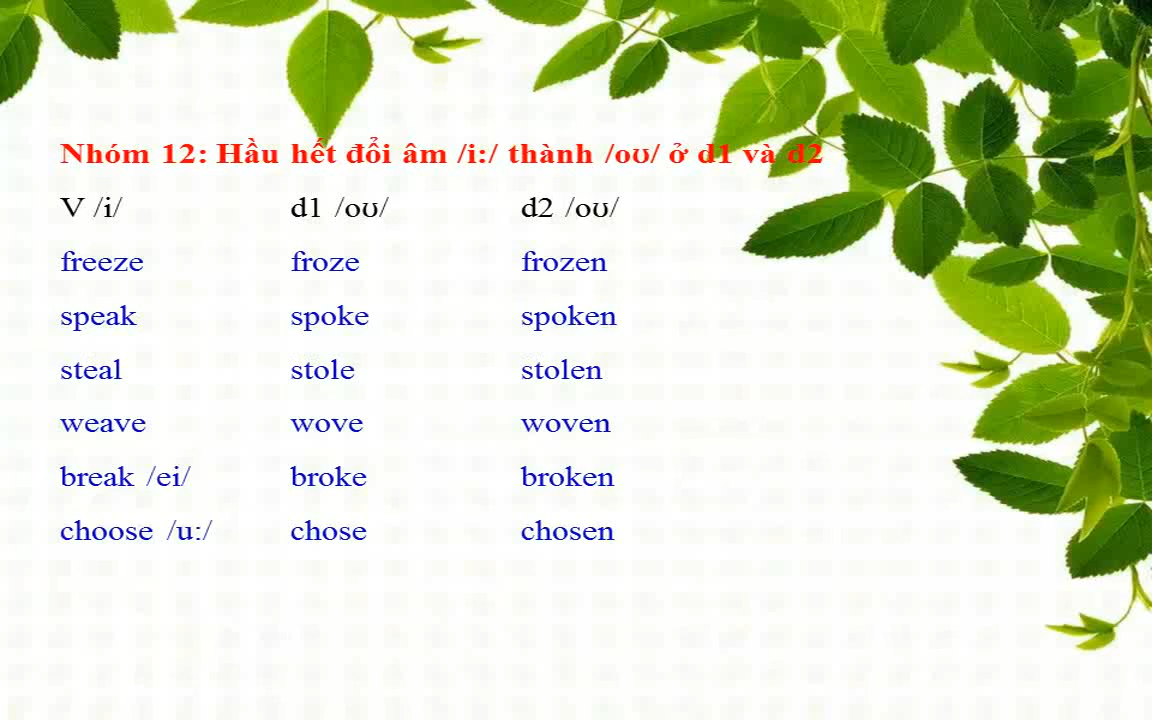 Nhóm 12: Hầu hết đổi âm /i:/ thành /oʊ/ ở d1 và d2
V /i/ d1 /oʊ/ d2 /oʊ/
freeze froze frozen
speak spoke spoken
steal stole stolen
weave wove woven
break /ei/ broke broken
choose /u:/ chose chosen